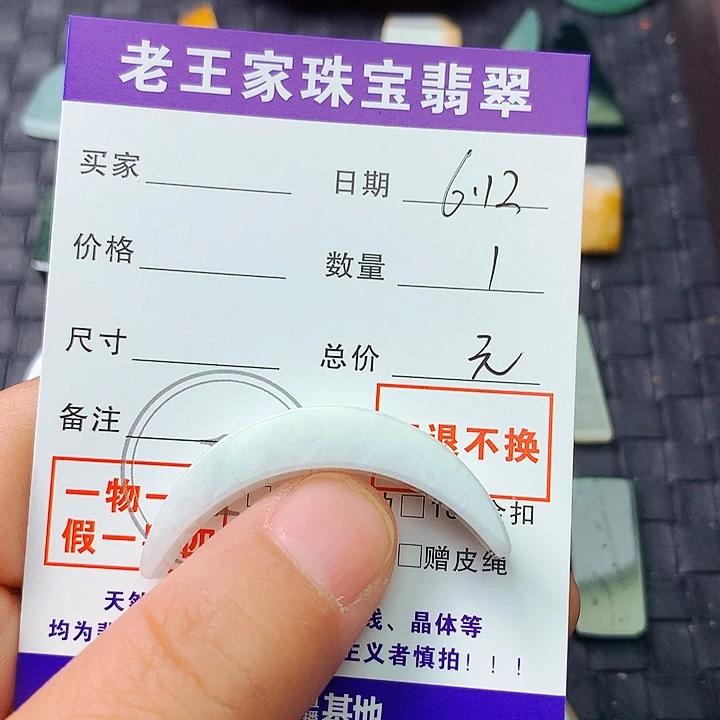 老王家珠宝翡翠
买家 日期 6.12
价格 数量 1
尺寸 总价 元
备注
退不换
一物一
假一
扣
□赠皮绳
天然 线、晶体等
均为 主义者慎拍！！！
基地